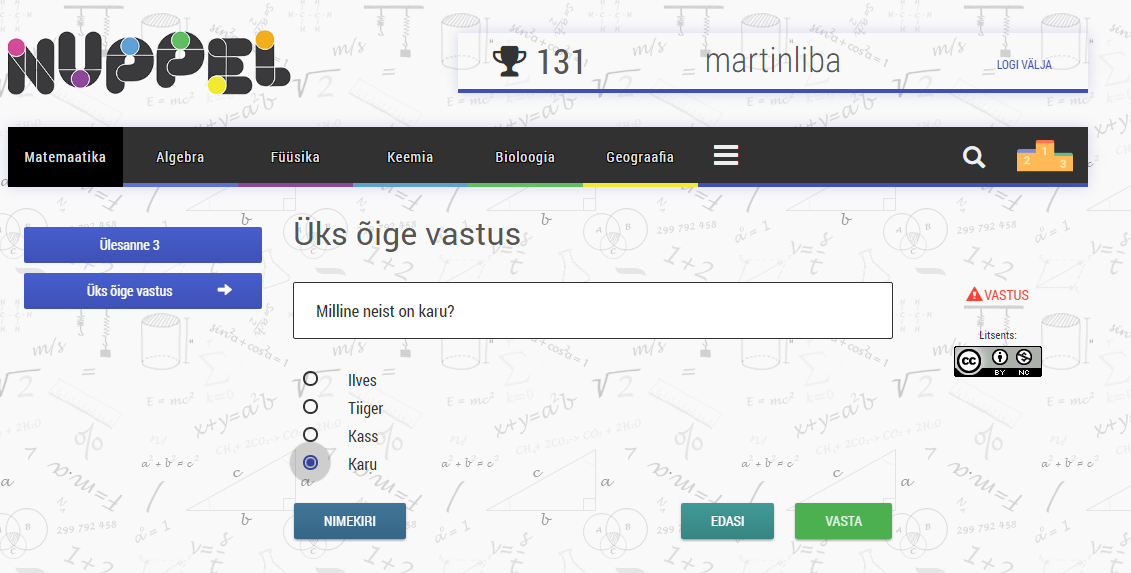 NUPPEL
131
martinliba
LOGI VÄLJA
Matemaatika
Algebra
Füüsika
Keemia
Bioloogia
Geograafia
2 1 3
Ülesanne 3
Üks õige vastus
Üks õige vastus
Milline neist on karu?
VASTUS
Litsents:
cc
BY NC
Ilves
Tiiger
Kass
Karu
NIMEKIRI
EDASI
VASTA